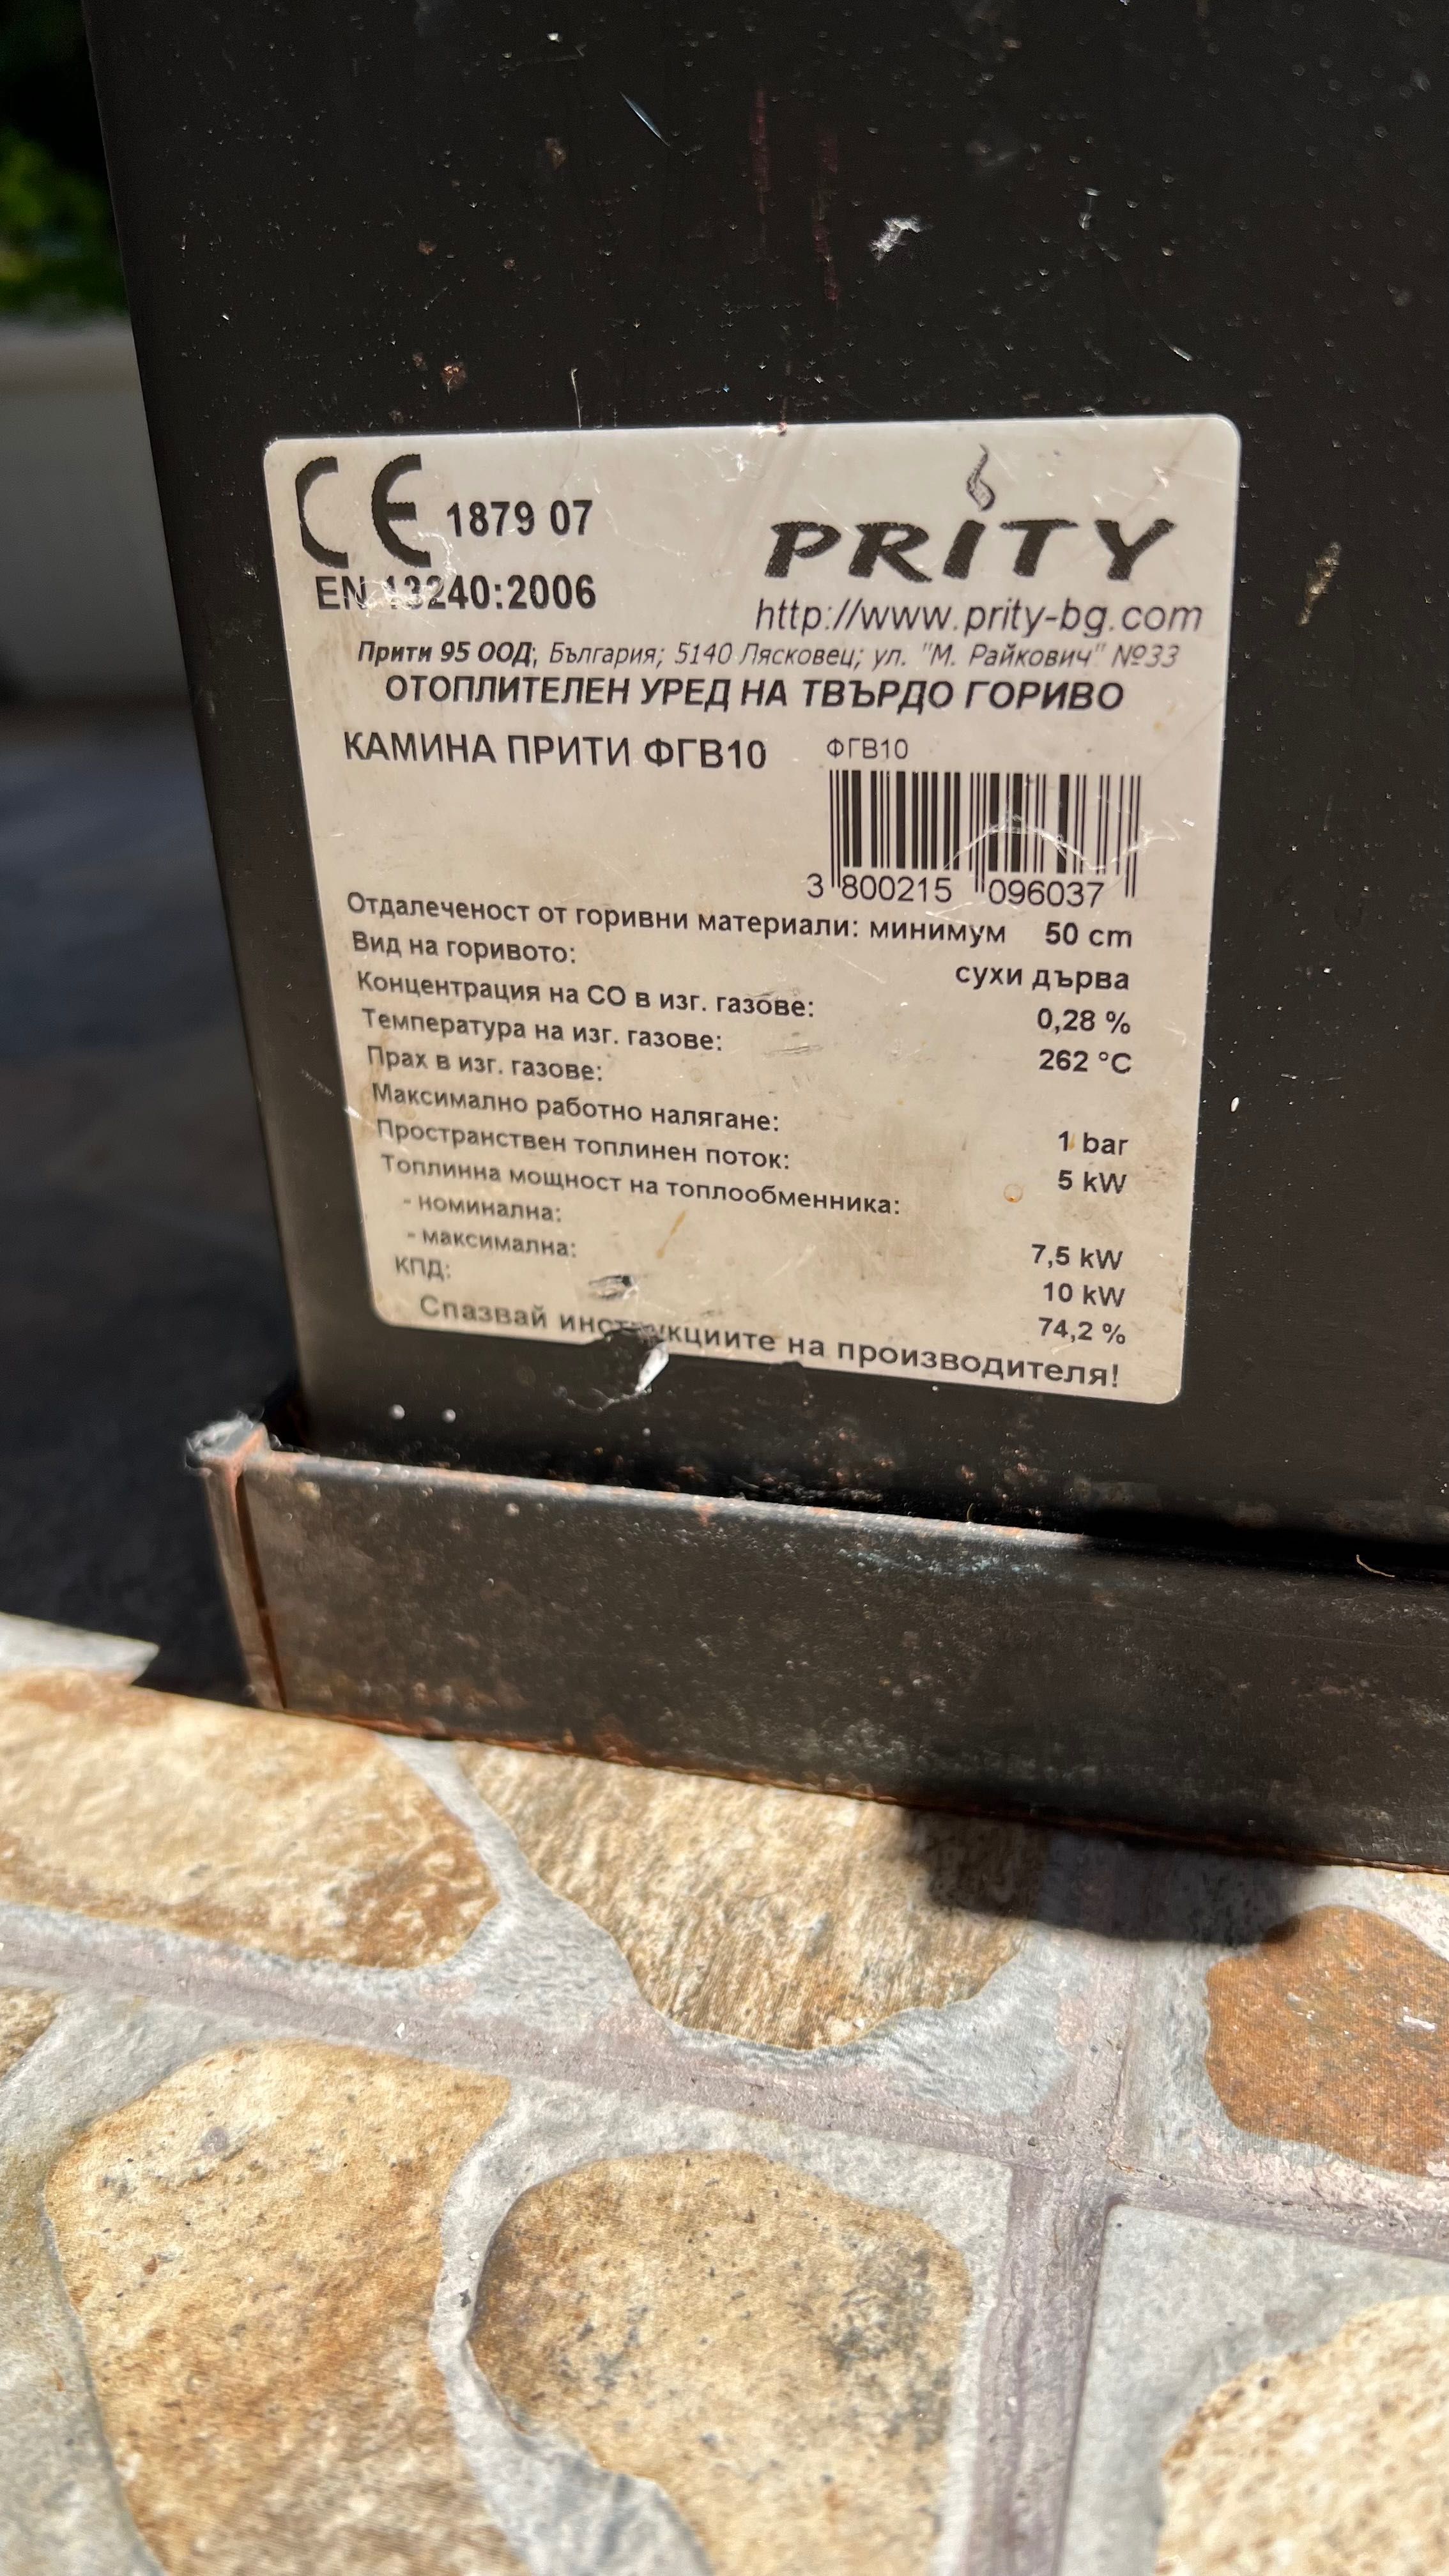 CE 1879 07
EN 13240:2006
PRITY
http://www.prity-bg.com
Прити 95 ООД; България; 5140 Лясковец; ул. "М. Райкович" №33
ОТОПЛИТЕЛЕН УРЕД НА ТВЪРДО ГОРИВО
КАМИНА ПРИТИ ФГВ10
ФГВ10
3 800215 096037
Отдалеченост от горивни материали: минимум 50 cm
Вид на горивото: сухи дърва
Концентрация на CO в изг. газове: 0,28 %
Температура на изг. газове: 262 °C
Прах в изг. газове:
Максимално работно налягане: 1 bar
Пространствен топлинен поток: 5 kW
Топлинна мощност на топлообменника:
- номинална: 7,5 kW
- максимална: 10 kW
КПД: 74,2 %
Спазвай инструкциите на производителя!